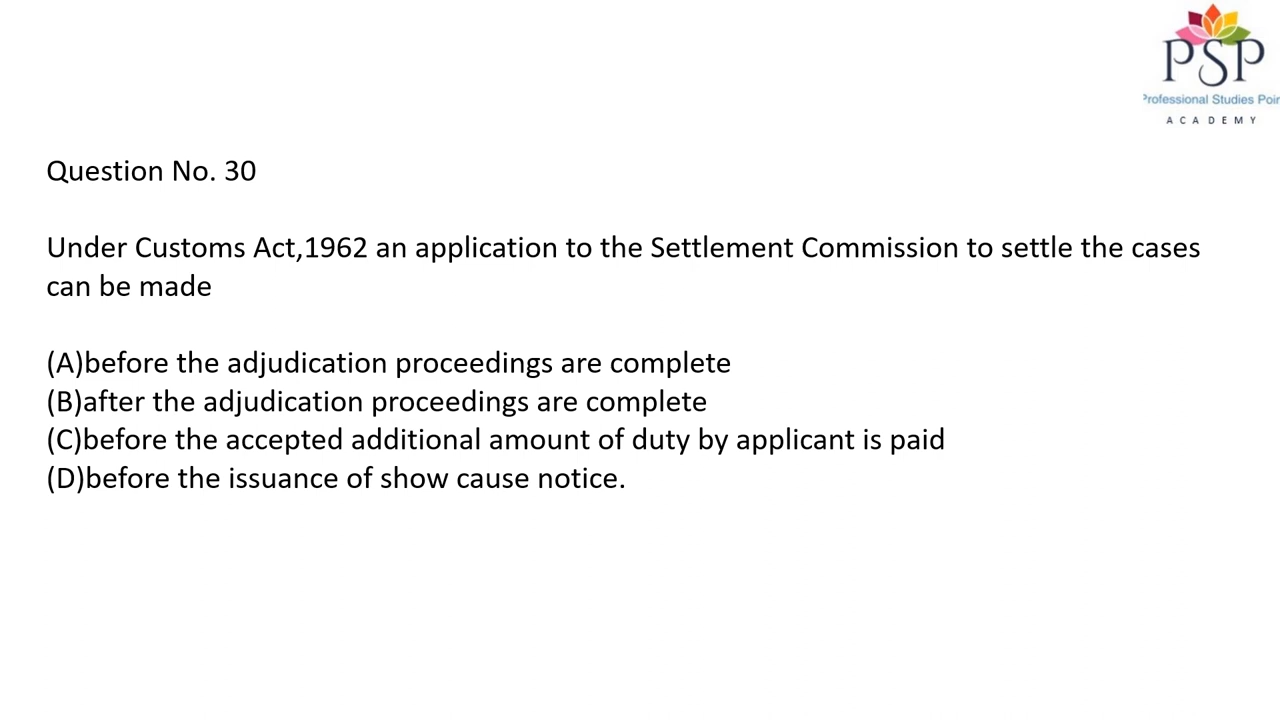 PSP
Professional Studies Poin
ACADEMY
Question No. 30
Under Customs Act,1962 an application to the Settlement Commission to settle the cases
can be made
(A)before the adjudication proceedings are complete
(B)after the adjudication proceedings are complete
(C)before the accepted additional amount of duty by applicant is paid
(D)before the issuance of show cause notice.